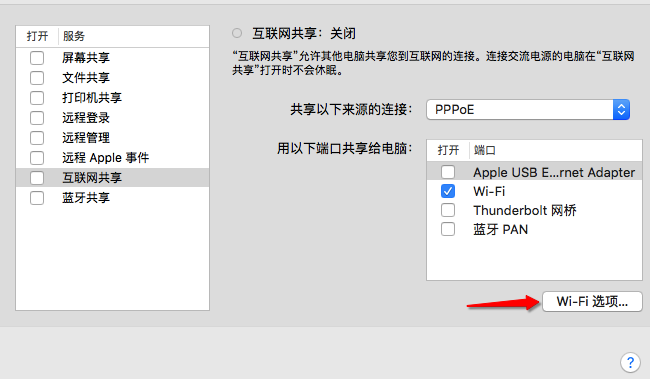 打开 服务
屏幕共享
文件共享
打印机共享
远程登录
远程管理
远程 Apple 事件
互联网共享
蓝牙共享
互联网共享：关闭
“互联网共享”允许其他电脑共享您到互联网的连接。连接交流电源的电脑在“互联网
共享”打开时不会休眠。
共享以下来源的连接： PPPoE
用以下端口共享给电脑：
打开 端口
Apple USB E...rnet Adapter
Wi-Fi
Thunderbolt 网桥
蓝牙 PAN
Wi-Fi 选项...
?